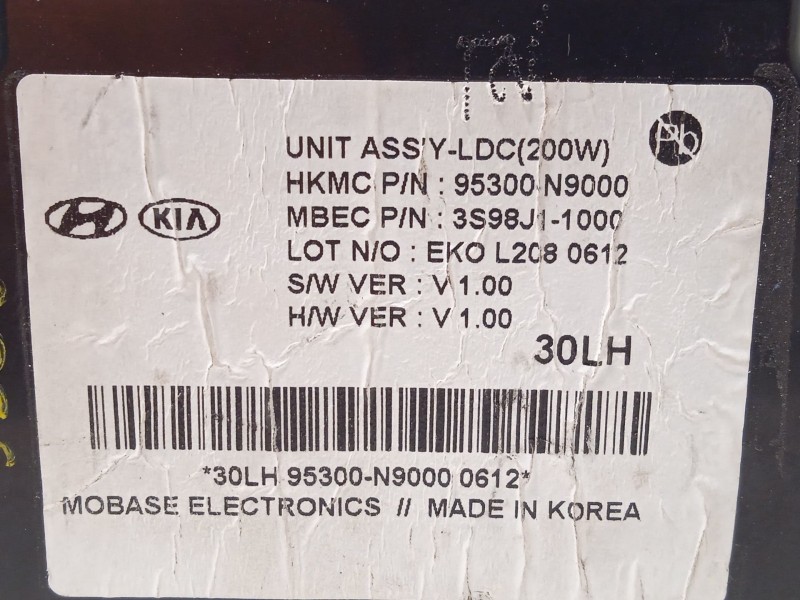 Pb
UNIT ASS'Y-LDC(200W)
HKMC P/N : 95300-N9000
KIA
MBEC P/N : 3S98J1-1000
LOT N/O : EKO L208 0612
S/W VER : V 1.00
H/W VER : V 1.00
30LH
*30LH 95300-N9000 0612*
MOBASE ELECTRONICS // MADE IN KOREA